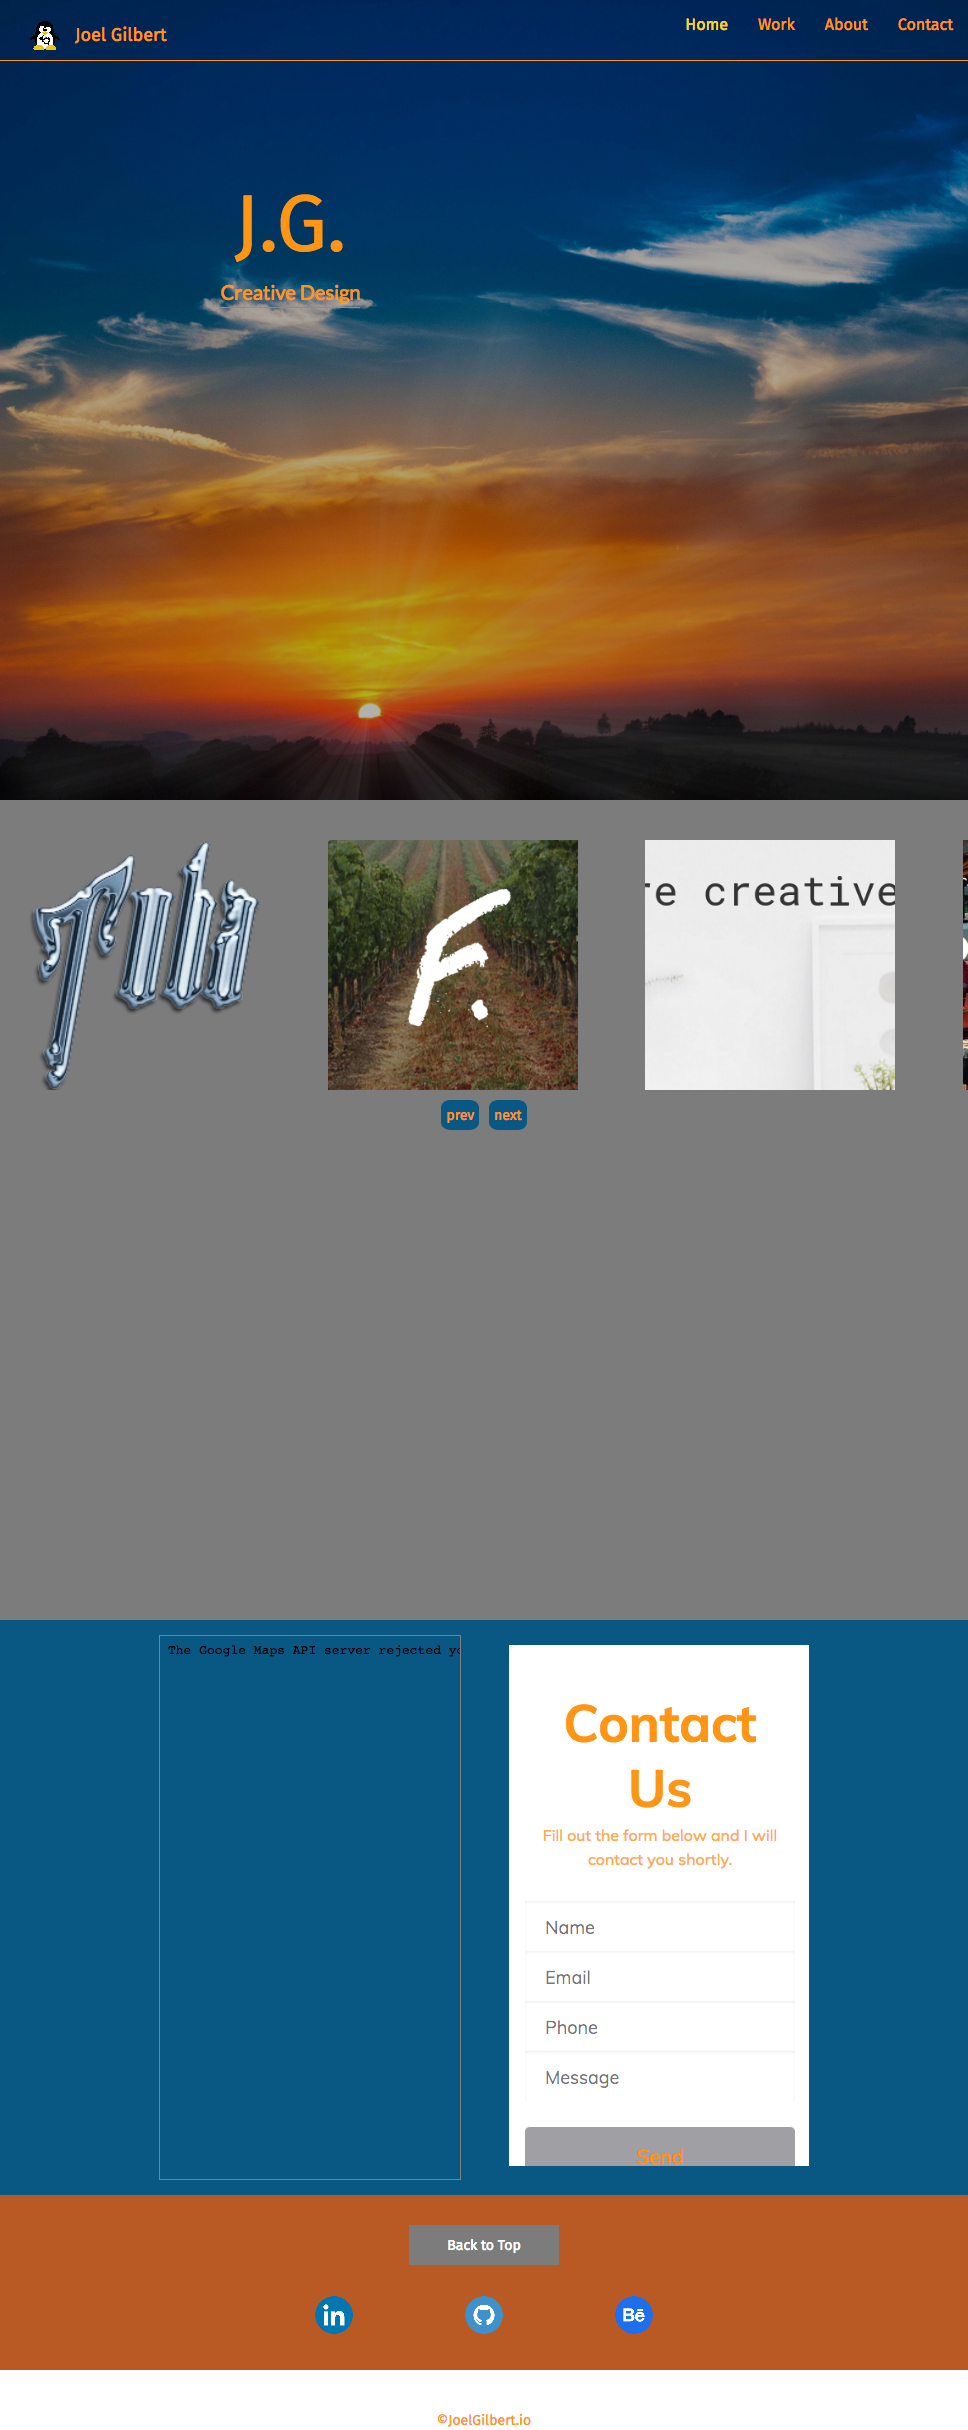 Joel Gilbert
Home Work About Contact
J.G.
Creative Design
Tuba
F.
re creative
prev next
The Google Maps API server rejected yo
Contact
Us
Fill out the form below and I will
contact you shortly.
Name
Email
Phone
Message
Send
Back to Top
in
Bē
©JoelGilbert.io